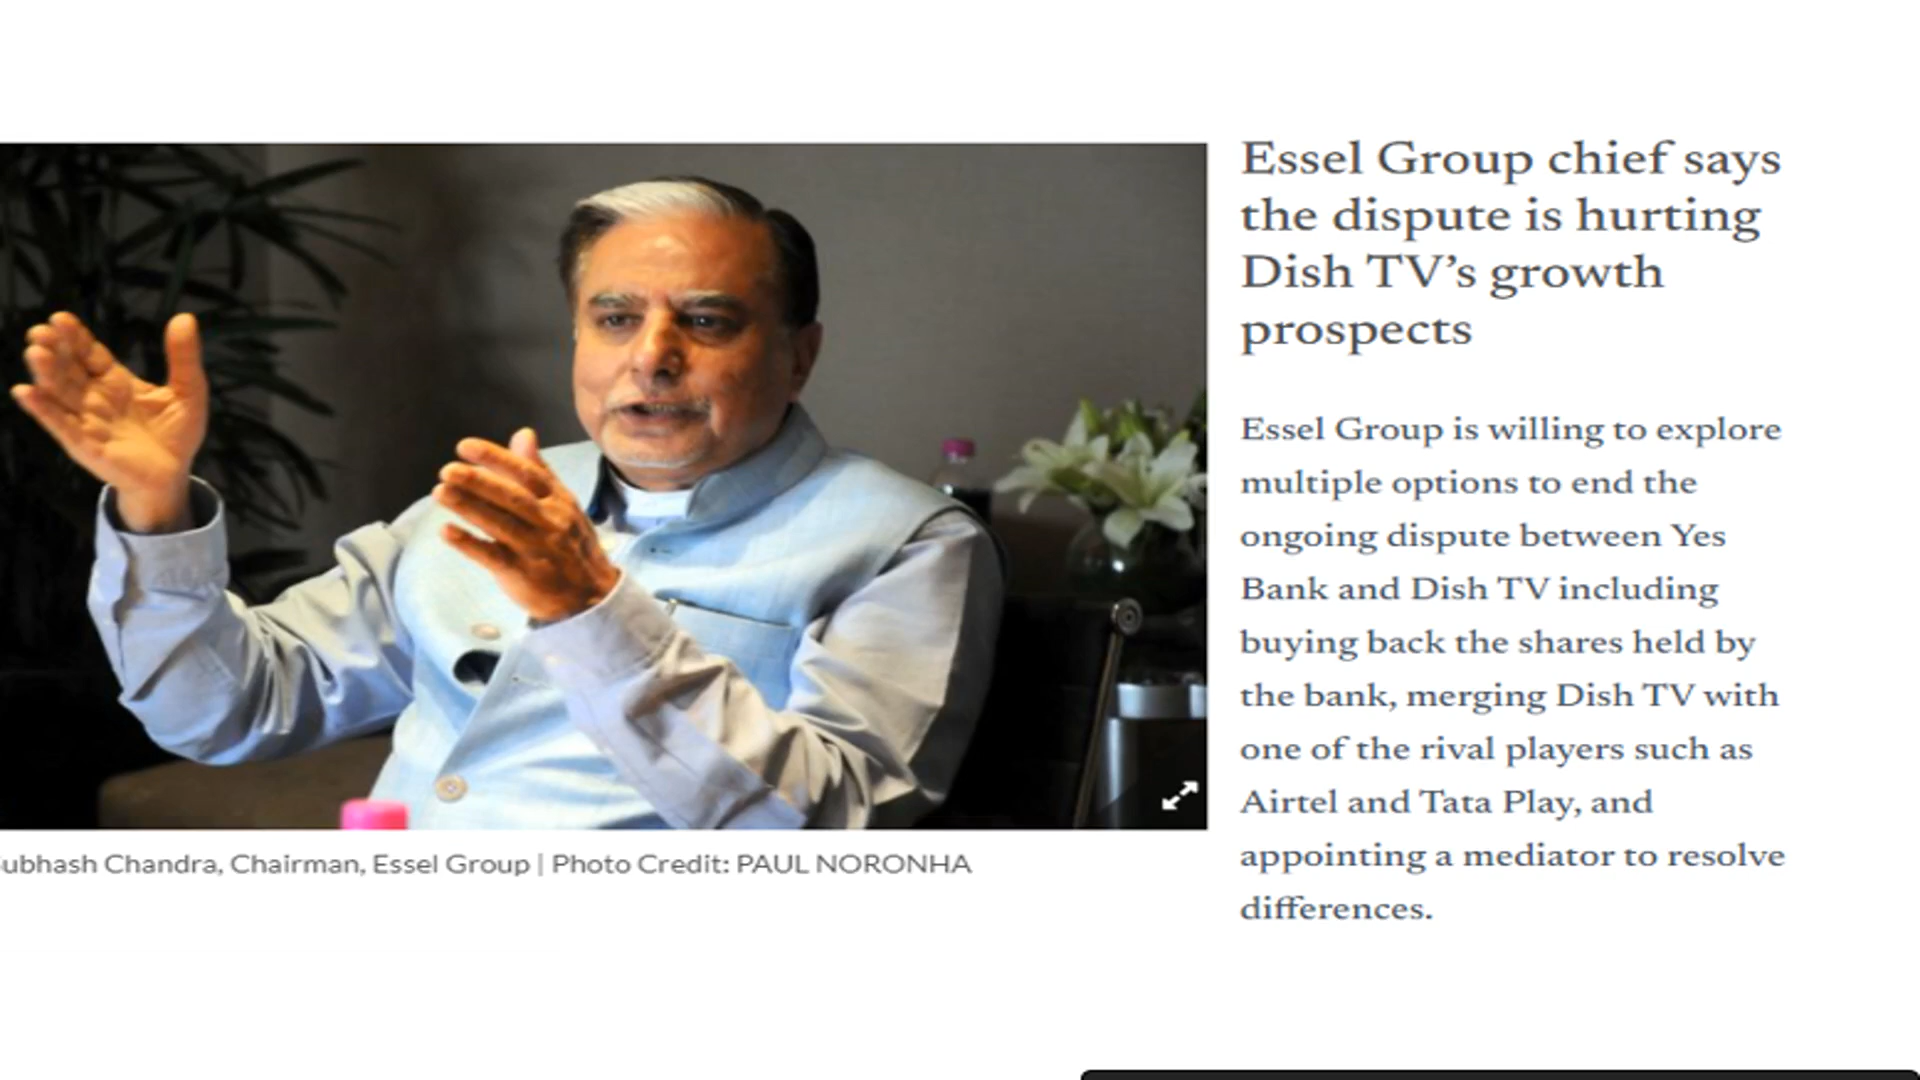 Essel Group chief says
the dispute is hurting
Dish TV’s growth
prospects
Essel Group is willing to explore
multiple options to end the
ongoing dispute between Yes
Bank and Dish TV including
buying back the shares held by
the bank, merging Dish TV with
one of the rival players such as
Airtel and Tata Play, and
appointing a mediator to resolve
differences.
ubhash Chandra, Chairman, Essel Group | Photo Credit: PAUL NORONHA